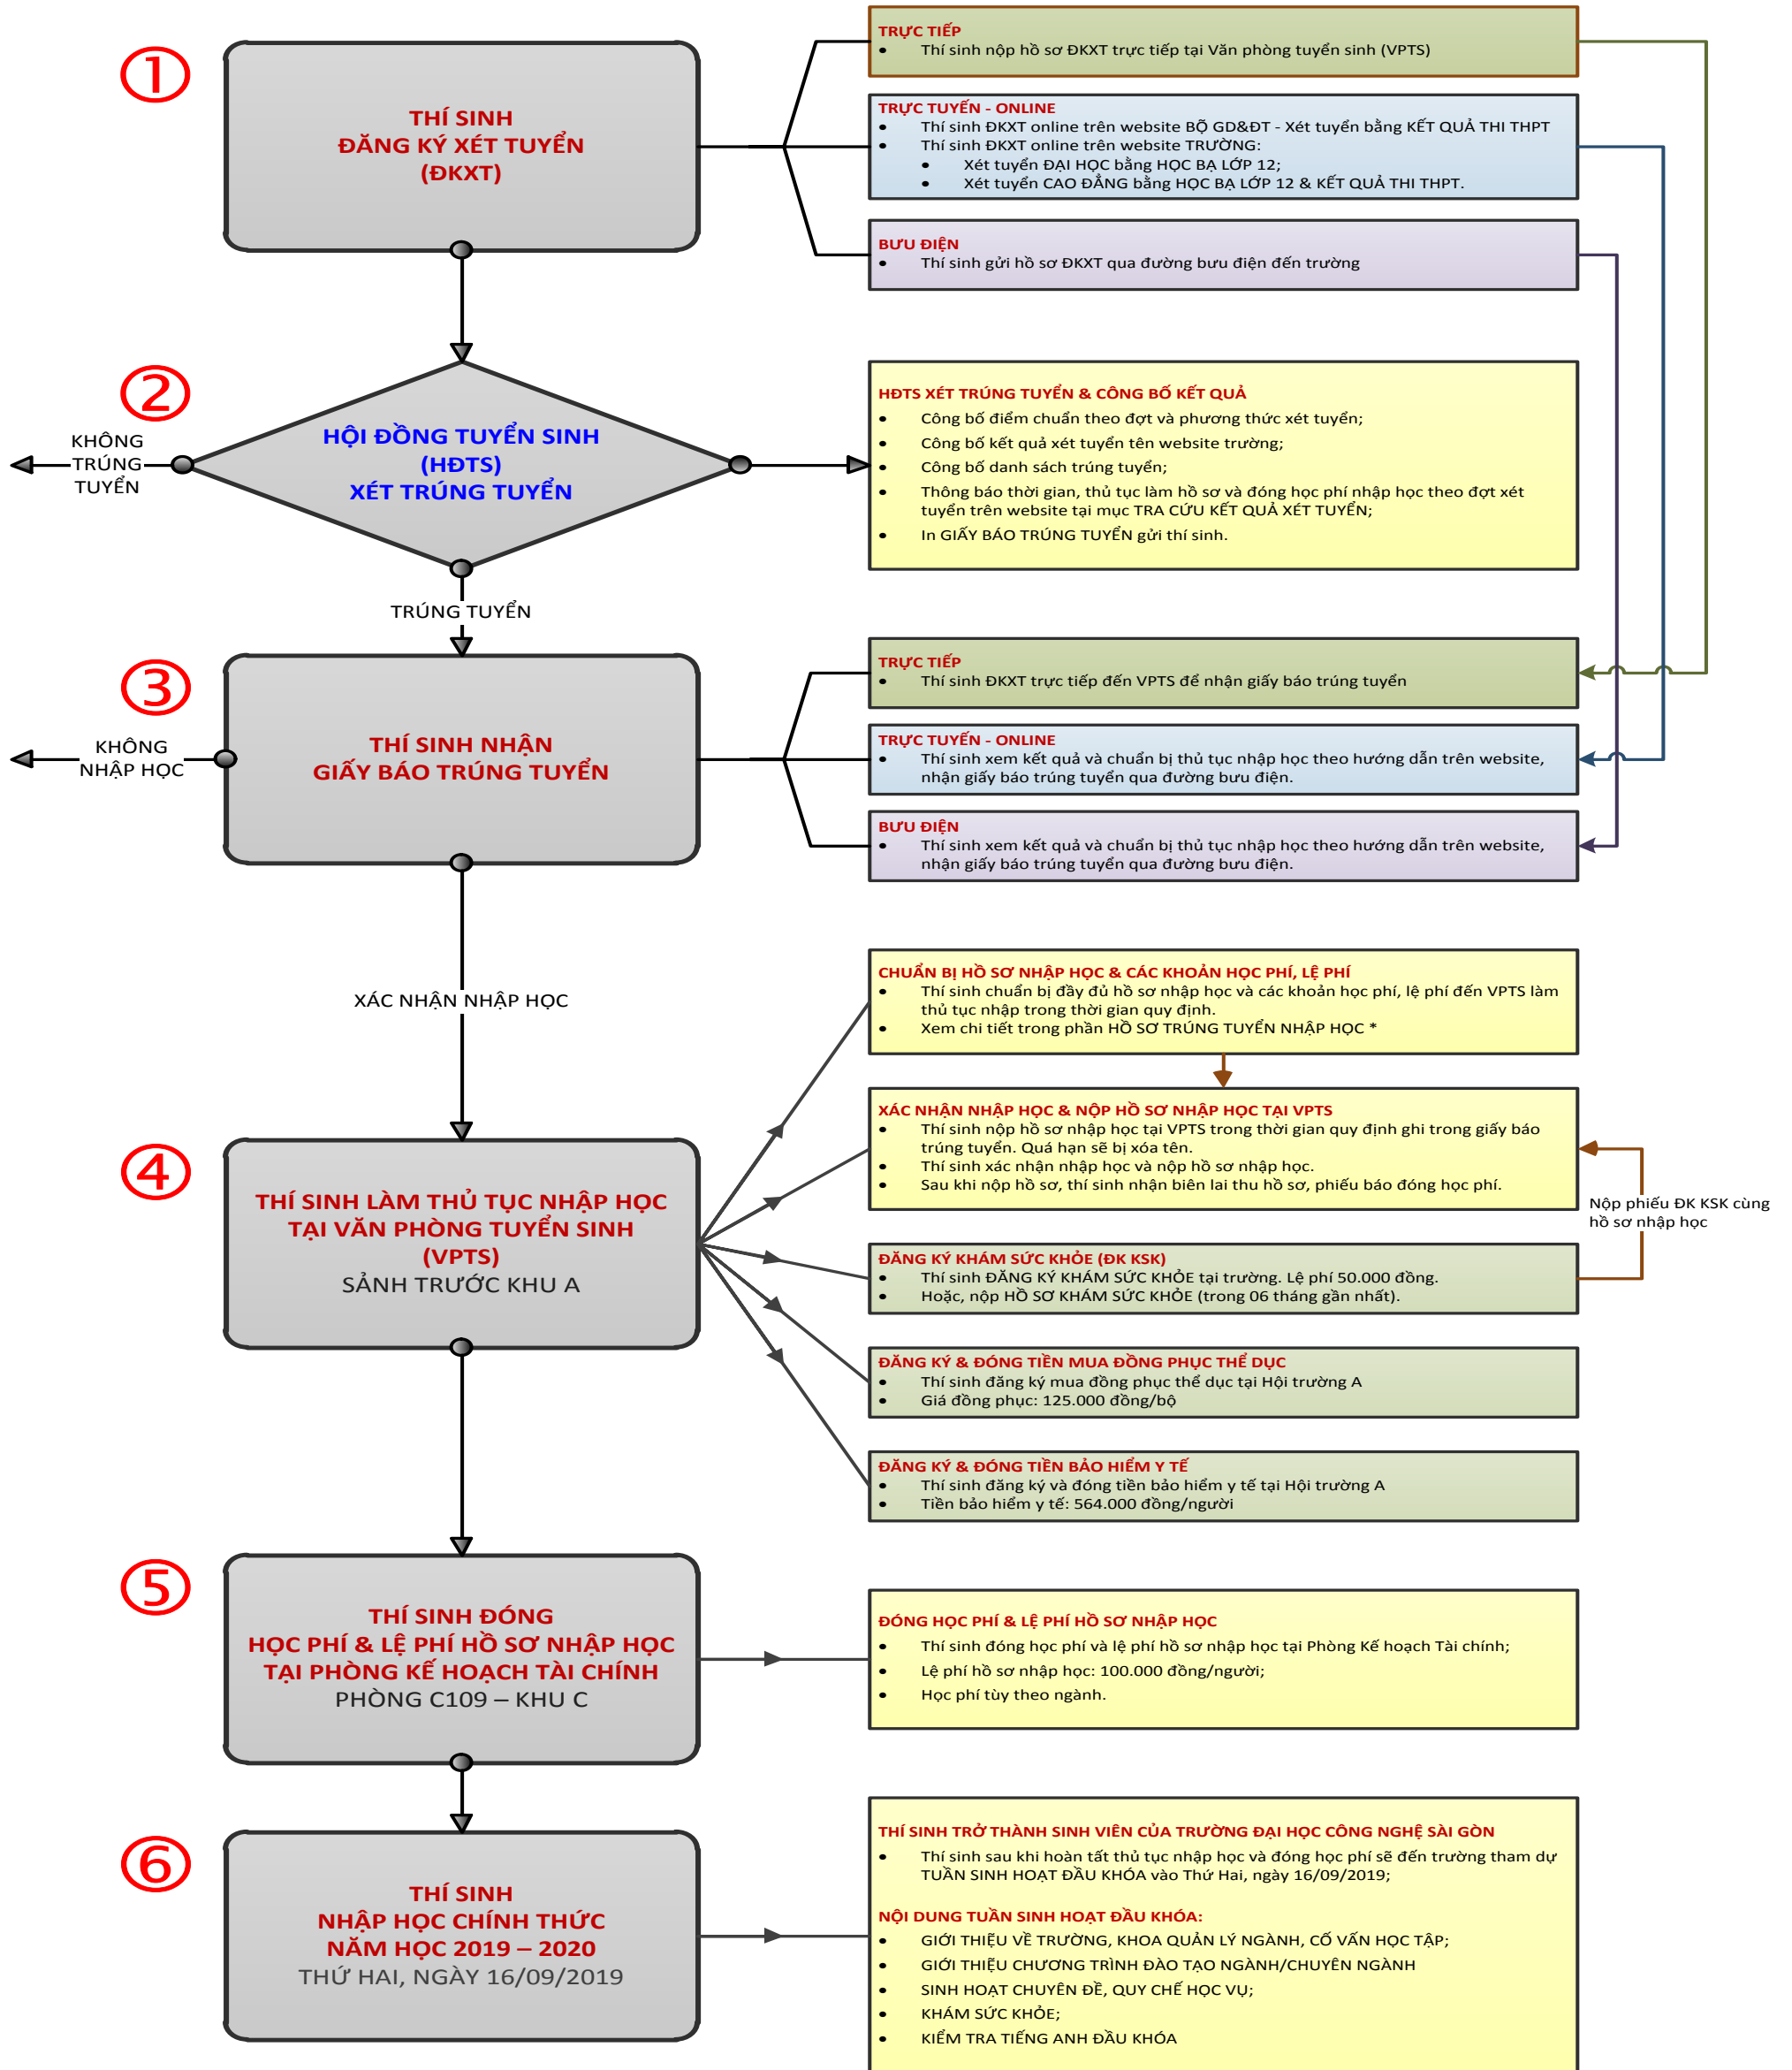 ①
THÍ SINH
ĐĂNG KÝ XÉT TUYỂN
(ĐKXT)
TRỰC TIẾP
• Thí sinh nộp hồ sơ ĐKXT trực tiếp tại Văn phòng tuyển sinh (VPTS)
TRỰC TUYẾN - ONLINE
• Thí sinh ĐKXT online trên website BỘ GD&ĐT - Xét tuyển bằng KẾT QUẢ THI THPT
• Thí sinh ĐKXT online trên website TRƯỜNG:
• Xét tuyển ĐẠI HỌC bằng HỌC BẠ LỚP 12;
• Xét tuyển CAO ĐẲNG bằng HỌC BẠ LỚP 12 & KẾT QUẢ THI THPT.
BƯU ĐIỆN
• Thí sinh gửi hồ sơ ĐKXT qua đường bưu điện đến trường
②
HỘI ĐỒNG TUYỂN SINH
(HĐTS)
XÉT TRÚNG TUYỂN
KHÔNG
TRÚNG
TUYỂN
HĐTS XÉT TRÚNG TUYỂN & CÔNG BỐ KẾT QUẢ
• Công bố điểm chuẩn theo đợt và phương thức xét tuyển;
• Công bố kết quả xét tuyển tên website trường;
• Công bố danh sách trúng tuyển;
• Thông báo thời gian, thủ tục làm hồ sơ và đóng học phí nhập học theo đợt xét
tuyển trên website tại mục TRA CỨU KẾT QUẢ XÉT TUYỂN;
• In GIẤY BÁO TRÚNG TUYỂN gửi thí sinh.
TRÚNG TUYỂN
③
THÍ SINH NHẬN
GIẤY BÁO TRÚNG TUYỂN
KHÔNG
NHẬP HỌC
TRỰC TIẾP
• Thí sinh ĐKXT trực tiếp đến VPTS để nhận giấy báo trúng tuyển
TRỰC TUYẾN - ONLINE
• Thí sinh xem kết quả và chuẩn bị thủ tục nhập học theo hướng dẫn trên website,
nhận giấy báo trúng tuyển qua đường bưu điện.
BƯU ĐIỆN
• Thí sinh xem kết quả và chuẩn bị thủ tục nhập học theo hướng dẫn trên website,
nhận giấy báo trúng tuyển qua đường bưu điện.
XÁC NHẬN NHẬP HỌC
④
THÍ SINH LÀM THỦ TỤC NHẬP HỌC
TẠI VĂN PHÒNG TUYỂN SINH
(VPTS)
SẢNH TRƯỚC KHU A
CHUẨN BỊ HỒ SƠ NHẬP HỌC & CÁC KHOẢN HỌC PHÍ, LỆ PHÍ
• Thí sinh chuẩn bị đầy đủ hồ sơ nhập học và các khoản học phí, lệ phí đến VPTS làm
thủ tục nhập trong thời gian quy định.
• Xem chi tiết trong phần HỒ SƠ TRÚNG TUYỂN NHẬP HỌC *
XÁC NHẬN NHẬP HỌC & NỘP HỒ SƠ NHẬP HỌC TẠI VPTS
• Thí sinh nộp hồ sơ nhập học tại VPTS trong thời gian quy định ghi trong giấy báo
trúng tuyển. Quá hạn sẽ bị xóa tên.
• Thí sinh xác nhận nhập học và nộp hồ sơ nhập học.
• Sau khi nộp hồ sơ, thí sinh nhận biên lai thu hồ sơ, phiếu báo đóng học phí.
Nộp phiếu ĐK KSK cùng
hồ sơ nhập học
ĐĂNG KÝ KHÁM SỨC KHỎE (ĐK KSK)
• Thí sinh ĐĂNG KÝ KHÁM SỨC KHỎE tại trường. Lệ phí 50.000 đồng.
• Hoặc, nộp HỒ SƠ KHÁM SỨC KHỎE (trong 06 tháng gần nhất).
ĐĂNG KÝ & ĐÓNG TIỀN MUA ĐỒNG PHỤC THỂ DỤC
• Thí sinh đăng ký mua đồng phục thể dục tại Hội trường A
• Giá đồng phục: 125.000 đồng/bộ
ĐĂNG KÝ & ĐÓNG TIỀN BẢO HIỂM Y TẾ
• Thí sinh đăng ký và đóng tiền bảo hiểm y tế tại Hội trường A
• Tiền bảo hiểm y tế: 564.000 đồng/người
⑤
THÍ SINH ĐÓNG
HỌC PHÍ & LỆ PHÍ HỒ SƠ NHẬP HỌC
TẠI PHÒNG KẾ HOẠCH TÀI CHÍNH
PHÒNG C109 – KHU C
ĐÓNG HỌC PHÍ & LỆ PHÍ HỒ SƠ NHẬP HỌC
• Thí sinh đóng học phí và lệ phí hồ sơ nhập học tại Phòng Kế hoạch Tài chính;
• Lệ phí hồ sơ nhập học: 100.000 đồng/người;
• Học phí tùy theo ngành.
⑥
THÍ SINH
NHẬP HỌC CHÍNH THỨC
NĂM HỌC 2019 – 2020
THỨ HAI, NGÀY 16/09/2019
THÍ SINH TRỞ THÀNH SINH VIÊN CỦA TRƯỜNG ĐẠI HỌC CÔNG NGHỆ SÀI GÒN
• Thí sinh sau khi hoàn tất thủ tục nhập học và đóng học phí sẽ đến trường tham dự
TUẦN SINH HOẠT ĐẦU KHÓA vào Thứ Hai, ngày 16/09/2019;
NỘI DUNG TUẦN SINH HOẠT ĐẦU KHÓA:
• GIỚI THIỆU VỀ TRƯỜNG, KHOA QUẢN LÝ NGÀNH, CỐ VẤN HỌC TẬP;
• GIỚI THIỆU CHƯƠNG TRÌNH ĐÀO TẠO NGÀNH/CHUYÊN NGÀNH
• SINH HOẠT CHUYÊN ĐỀ, QUY CHẾ HỌC VỤ;
• KHÁM SỨC KHỎE;
• KIỂM TRA TIẾNG ANH ĐẦU KHÓA